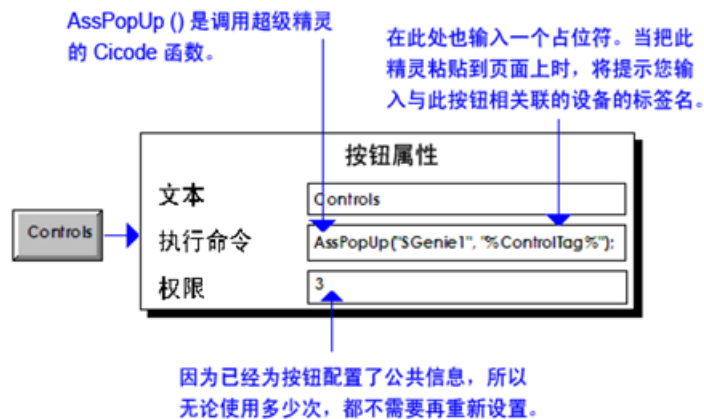 AssPopUp () 是调用超级精灵
的 Cicode 函数。
在此处也输入一个占位符。当把此
精灵粘贴到页面上时，将提示您输
入与此按钮相关联的设备的标签名。
按钮属性
文本
Controls
Controls
执行命令
AssPopUp("SGenie1", "%ControlTag%");
权限
3
因为已经为按钮配置了公共信息，所以
无论使用多少次，都不需要再重新设置。